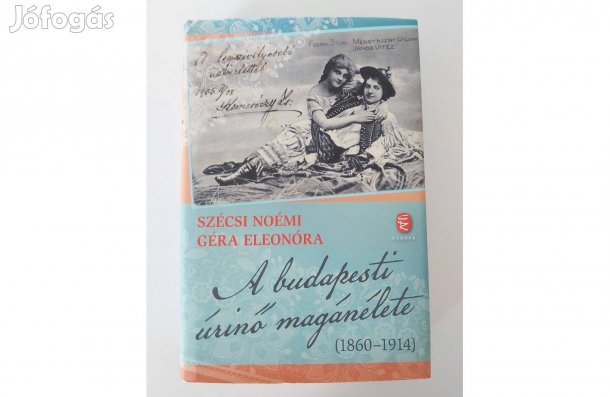 Jófogás
FEDÁK SÁRI
MEDGYASZAY VILMA
JÁNOS VITÉZ
SZÉCSI NOÉMI
GÉRA ELEONÓRA
EURÓPA
A budapesti
úrinő magánélete
(1860–1914)